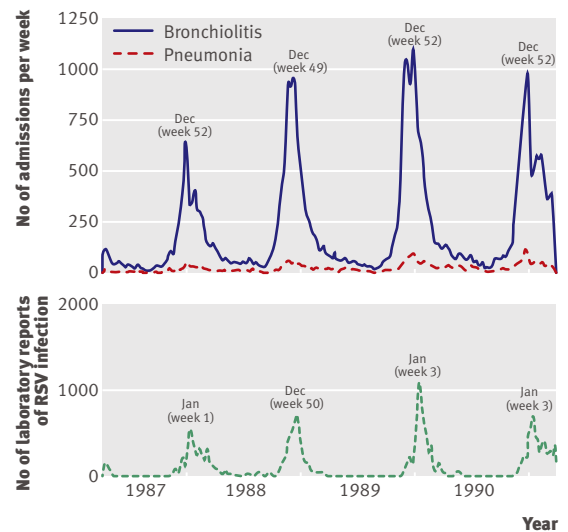 No of admissions per week
1250
1000
750
500
250
0
Bronchiolitis
Pneumonia
Dec
(week 52)
Dec
(week 49)
Dec
(week 52)
Dec
(week 52)
No of laboratory reports
of RSV infection
2000
1000
0
Jan
(week 1)
Dec
(week 50)
Jan
(week 3)
Jan
(week 3)
1987
1988
1989
1990
Year